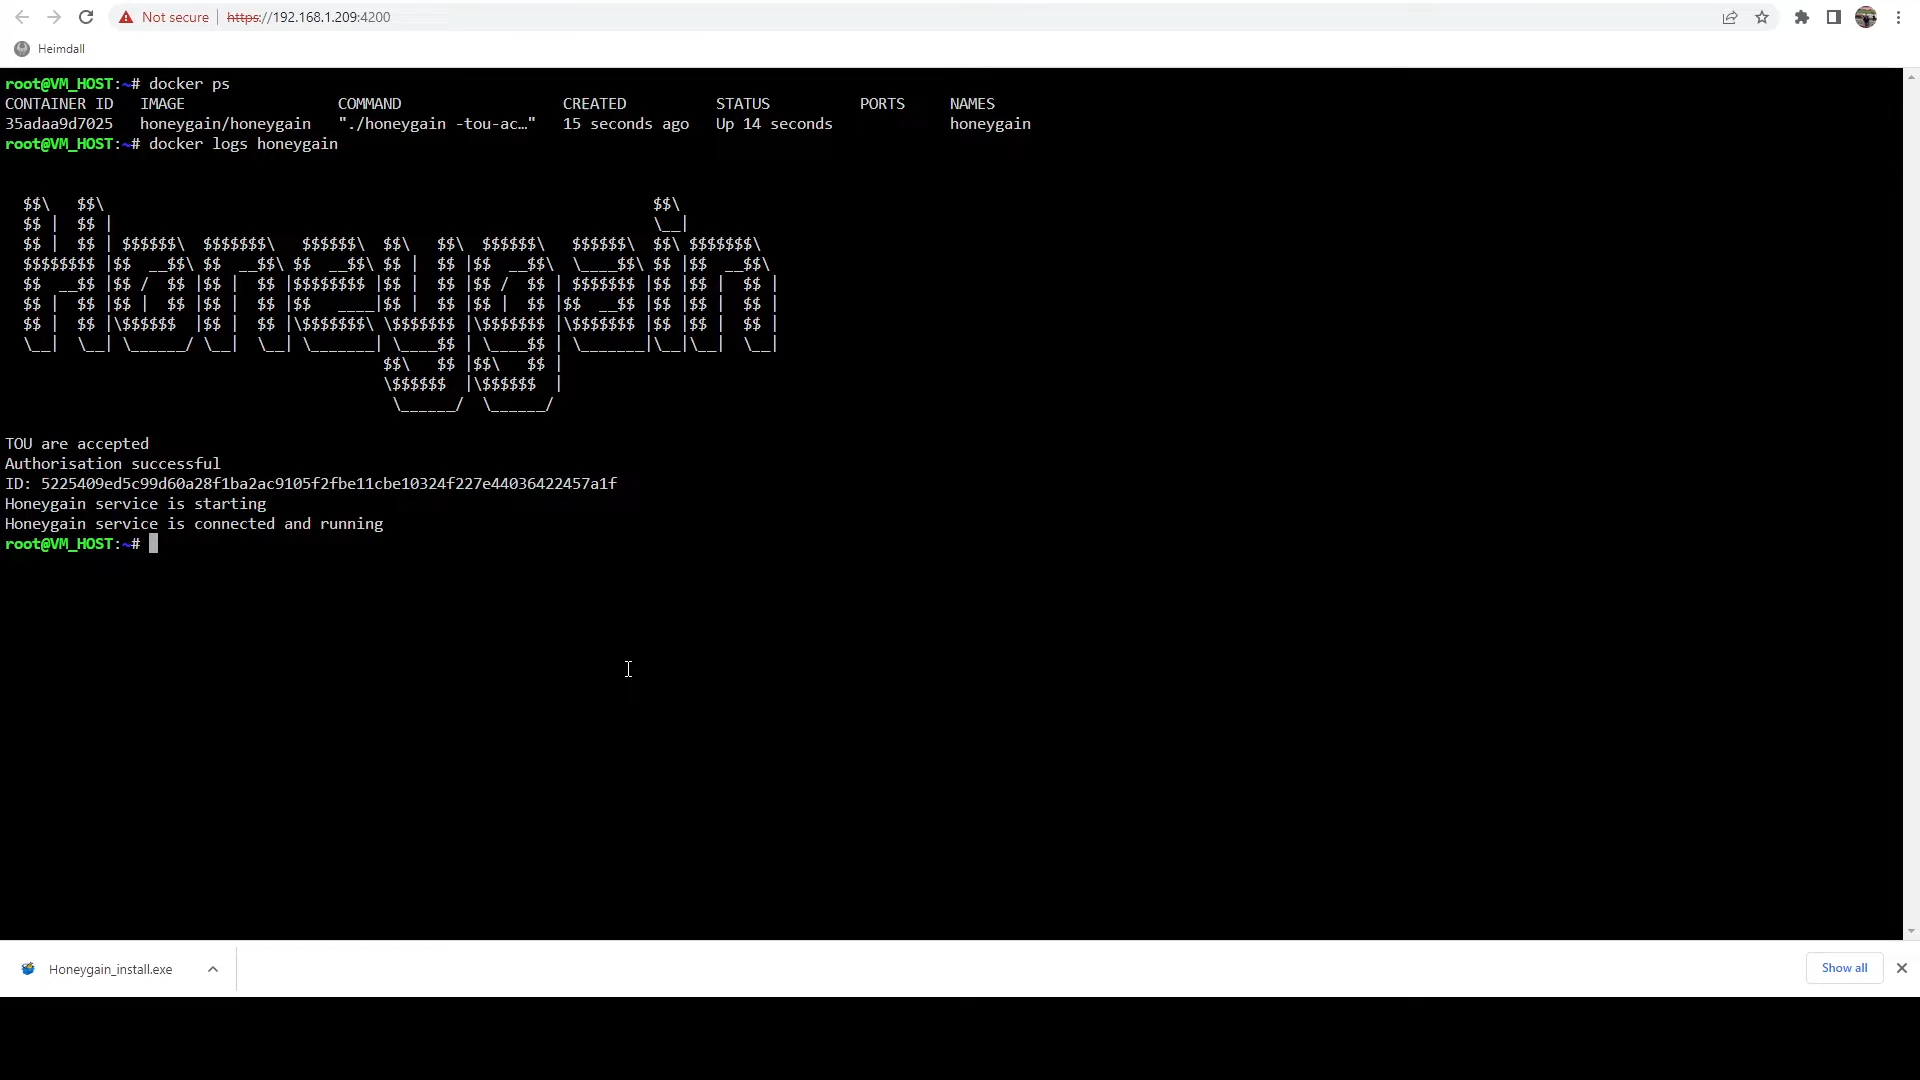 Not secure | https://192.168.1.209:4200
Heimdall
root@VM_HOST:~# docker ps
CONTAINER ID   IMAGE                 COMMAND                  CREATED          STATUS          PORTS     NAMES
35adaa9d7025   honeygain/honeygain   "./honeygain -tou-ac…"   15 seconds ago   Up 14 seconds             honeygain
root@VM_HOST:~# docker logs honeygain
Honeygain
TOU are accepted
Authorisation successful
ID: 5225409ed5c99d60a28f1ba2ac9105f2fbe11cbe10324f227e44036422457a1f
Honeygain service is starting
Honeygain service is connected and running
root@VM_HOST:~#
Honeygain_install.exe
Show all